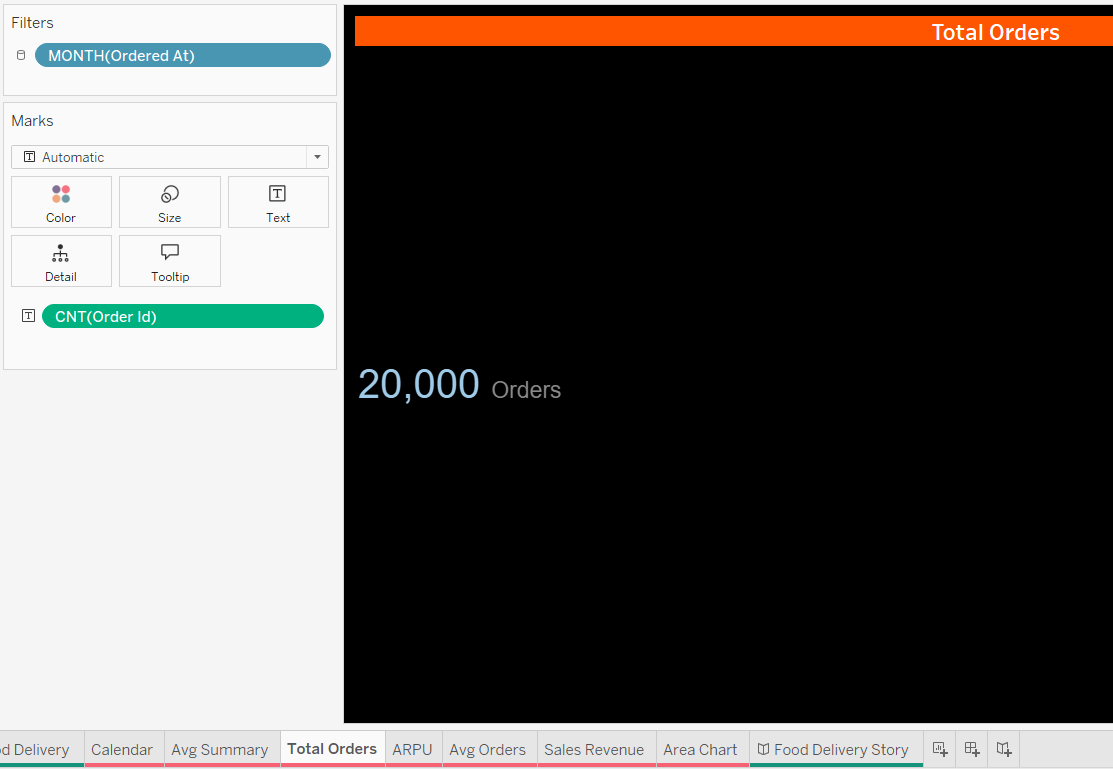 Filters
MONTH(Ordered At)
Marks
T Automatic
Color
Size
T
Text
Detail
Tooltip
T CNT(Order Id)
Total Orders
20,000 Orders
d Delivery Calendar Avg Summary Total Orders ARPU Avg Orders Sales Revenue Area Chart Food Delivery Story